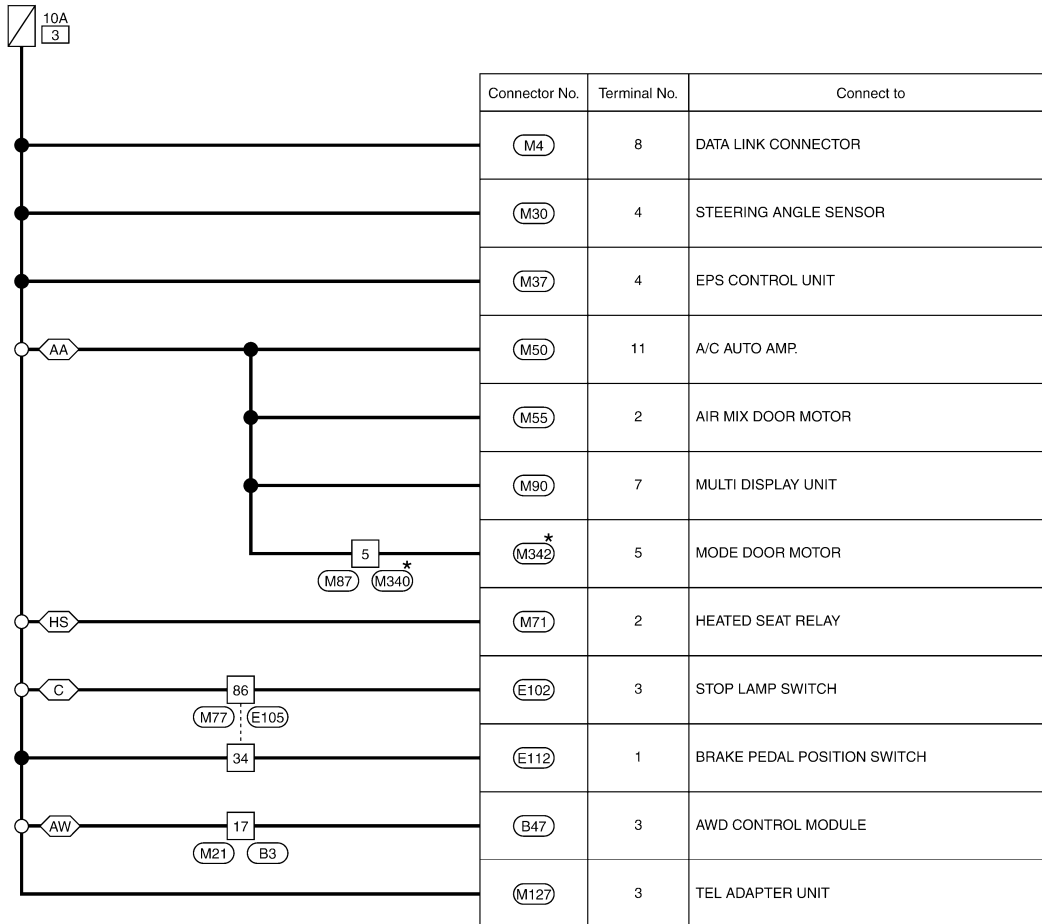 10A
3
Connector No. Terminal No. Connect to
M4 8 DATA LINK CONNECTOR
M30 4 STEERING ANGLE SENSOR
M37 4 EPS CONTROL UNIT
AA M50 11 A/C AUTO AMP.
M55 2 AIR MIX DOOR MOTOR
M90 7 MULTI DISPLAY UNIT
5 M342* 5 MODE DOOR MOTOR
M87 M340*
HS M71 2 HEATED SEAT RELAY
C 86 E102 3 STOP LAMP SWITCH
M77 E105
34 E112 1 BRAKE PEDAL POSITION SWITCH
AW 17 B47 3 AWD CONTROL MODULE
M21 B3
M127 3 TEL ADAPTER UNIT